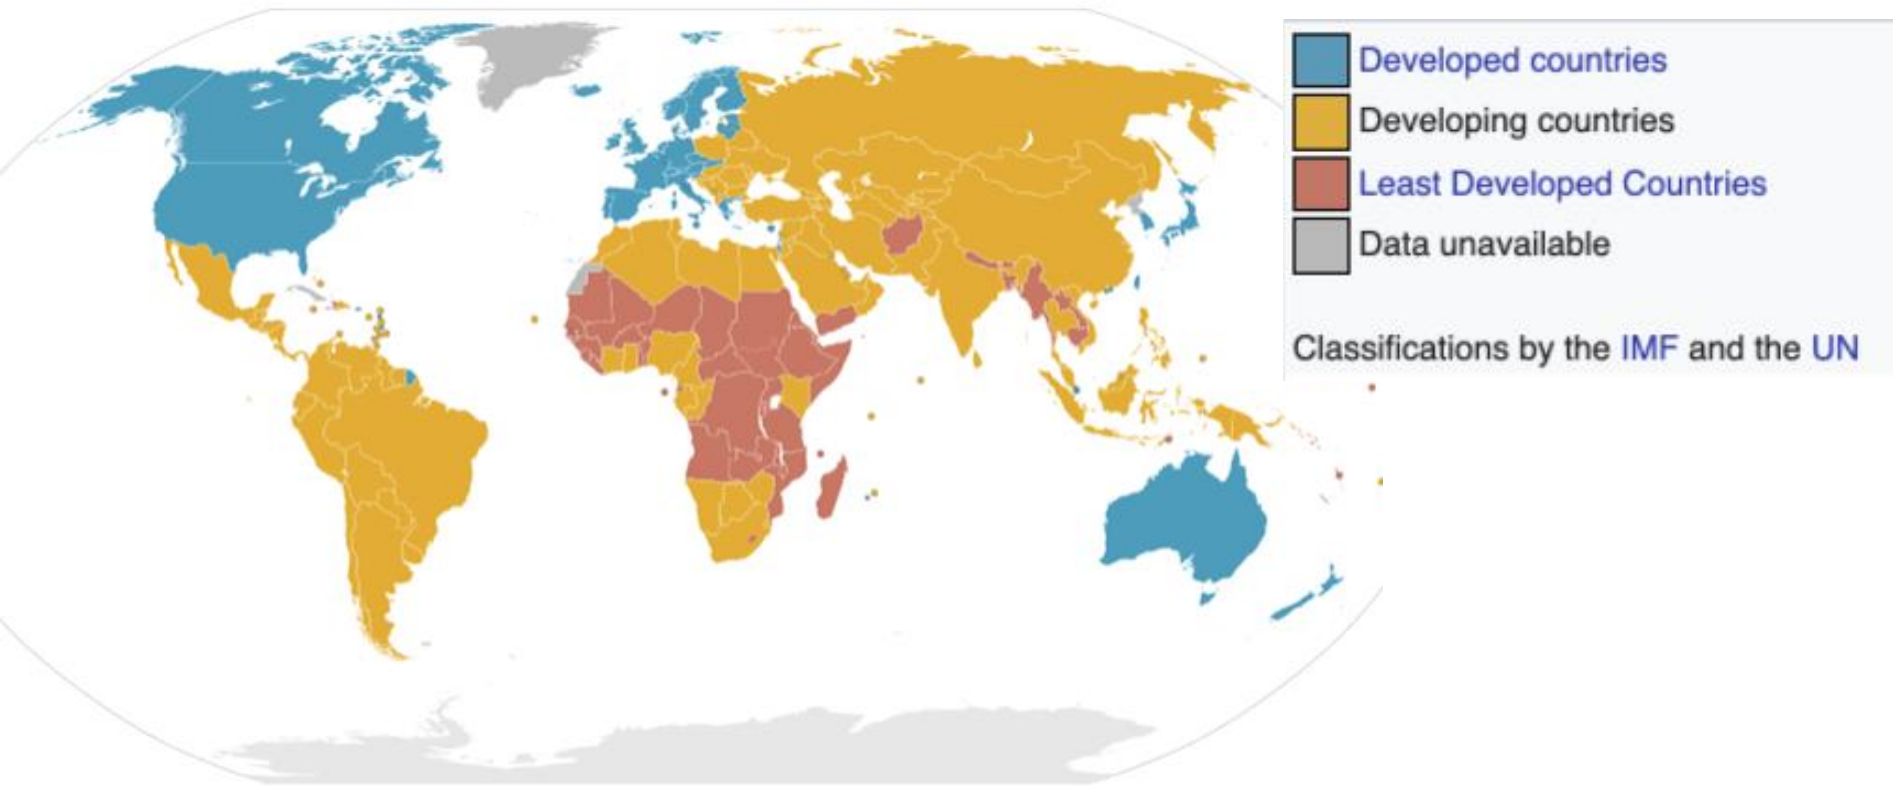 Developed countries
Developing countries
Least Developed Countries
Data unavailable
Classifications by the IMF and the UN